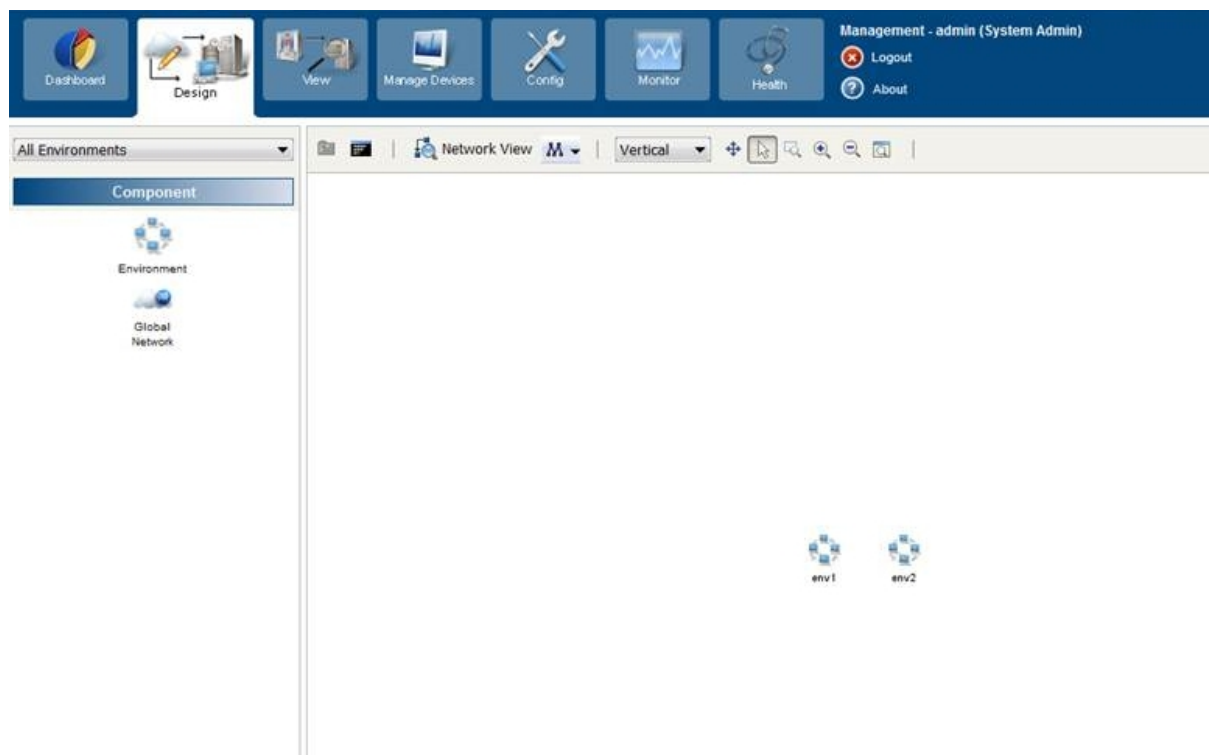 Dashboard
Design
View
Manage Devices
Config
Monitor
Health
Management - admin (System Admin)
Logout
About
All Environments
Network View
Vertical
Component
Environment
Global
Network
env1
env2